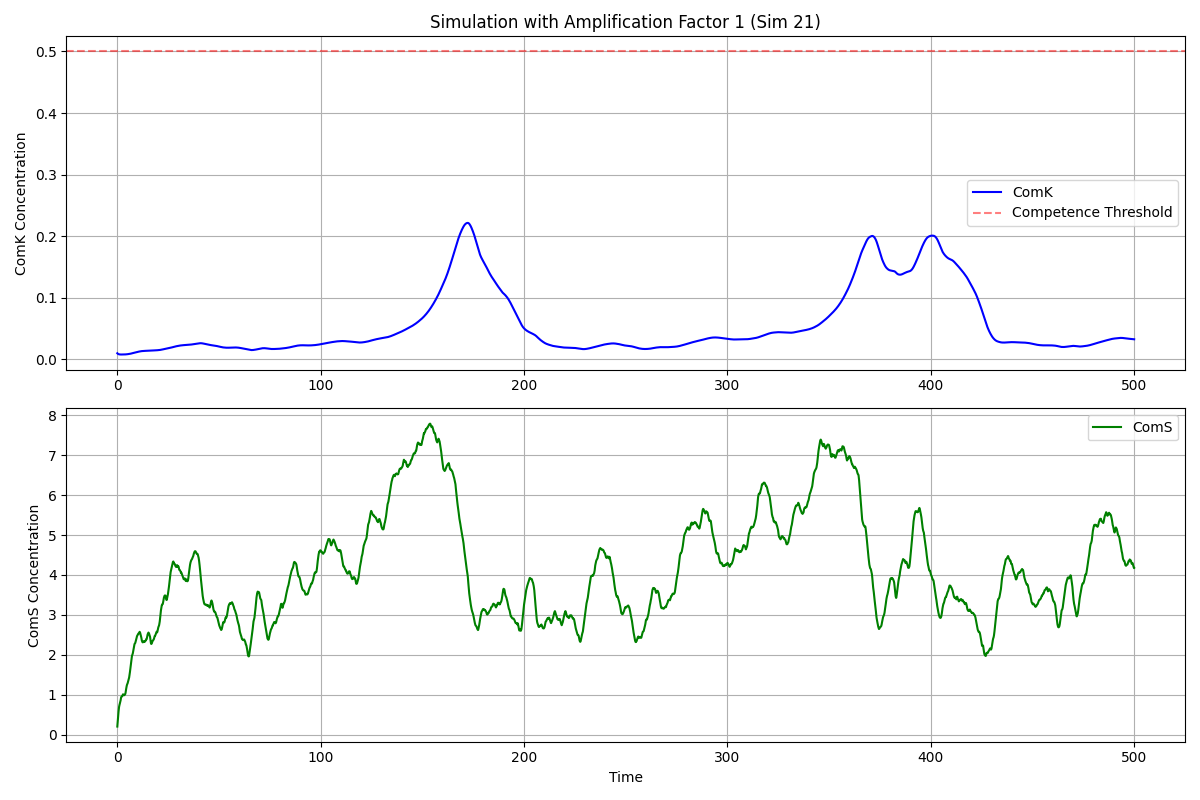 Simulation with Amplification Factor 1 (Sim 21)
ComK Concentration
0.5
0.4
0.3
0.2
0.1
0.0
ComK
Competence Threshold
0 100 200 300 400 500
ComS Concentration
8
7
6
5
4
3
2
1
0
ComS
0 100 200 300 400 500
Time